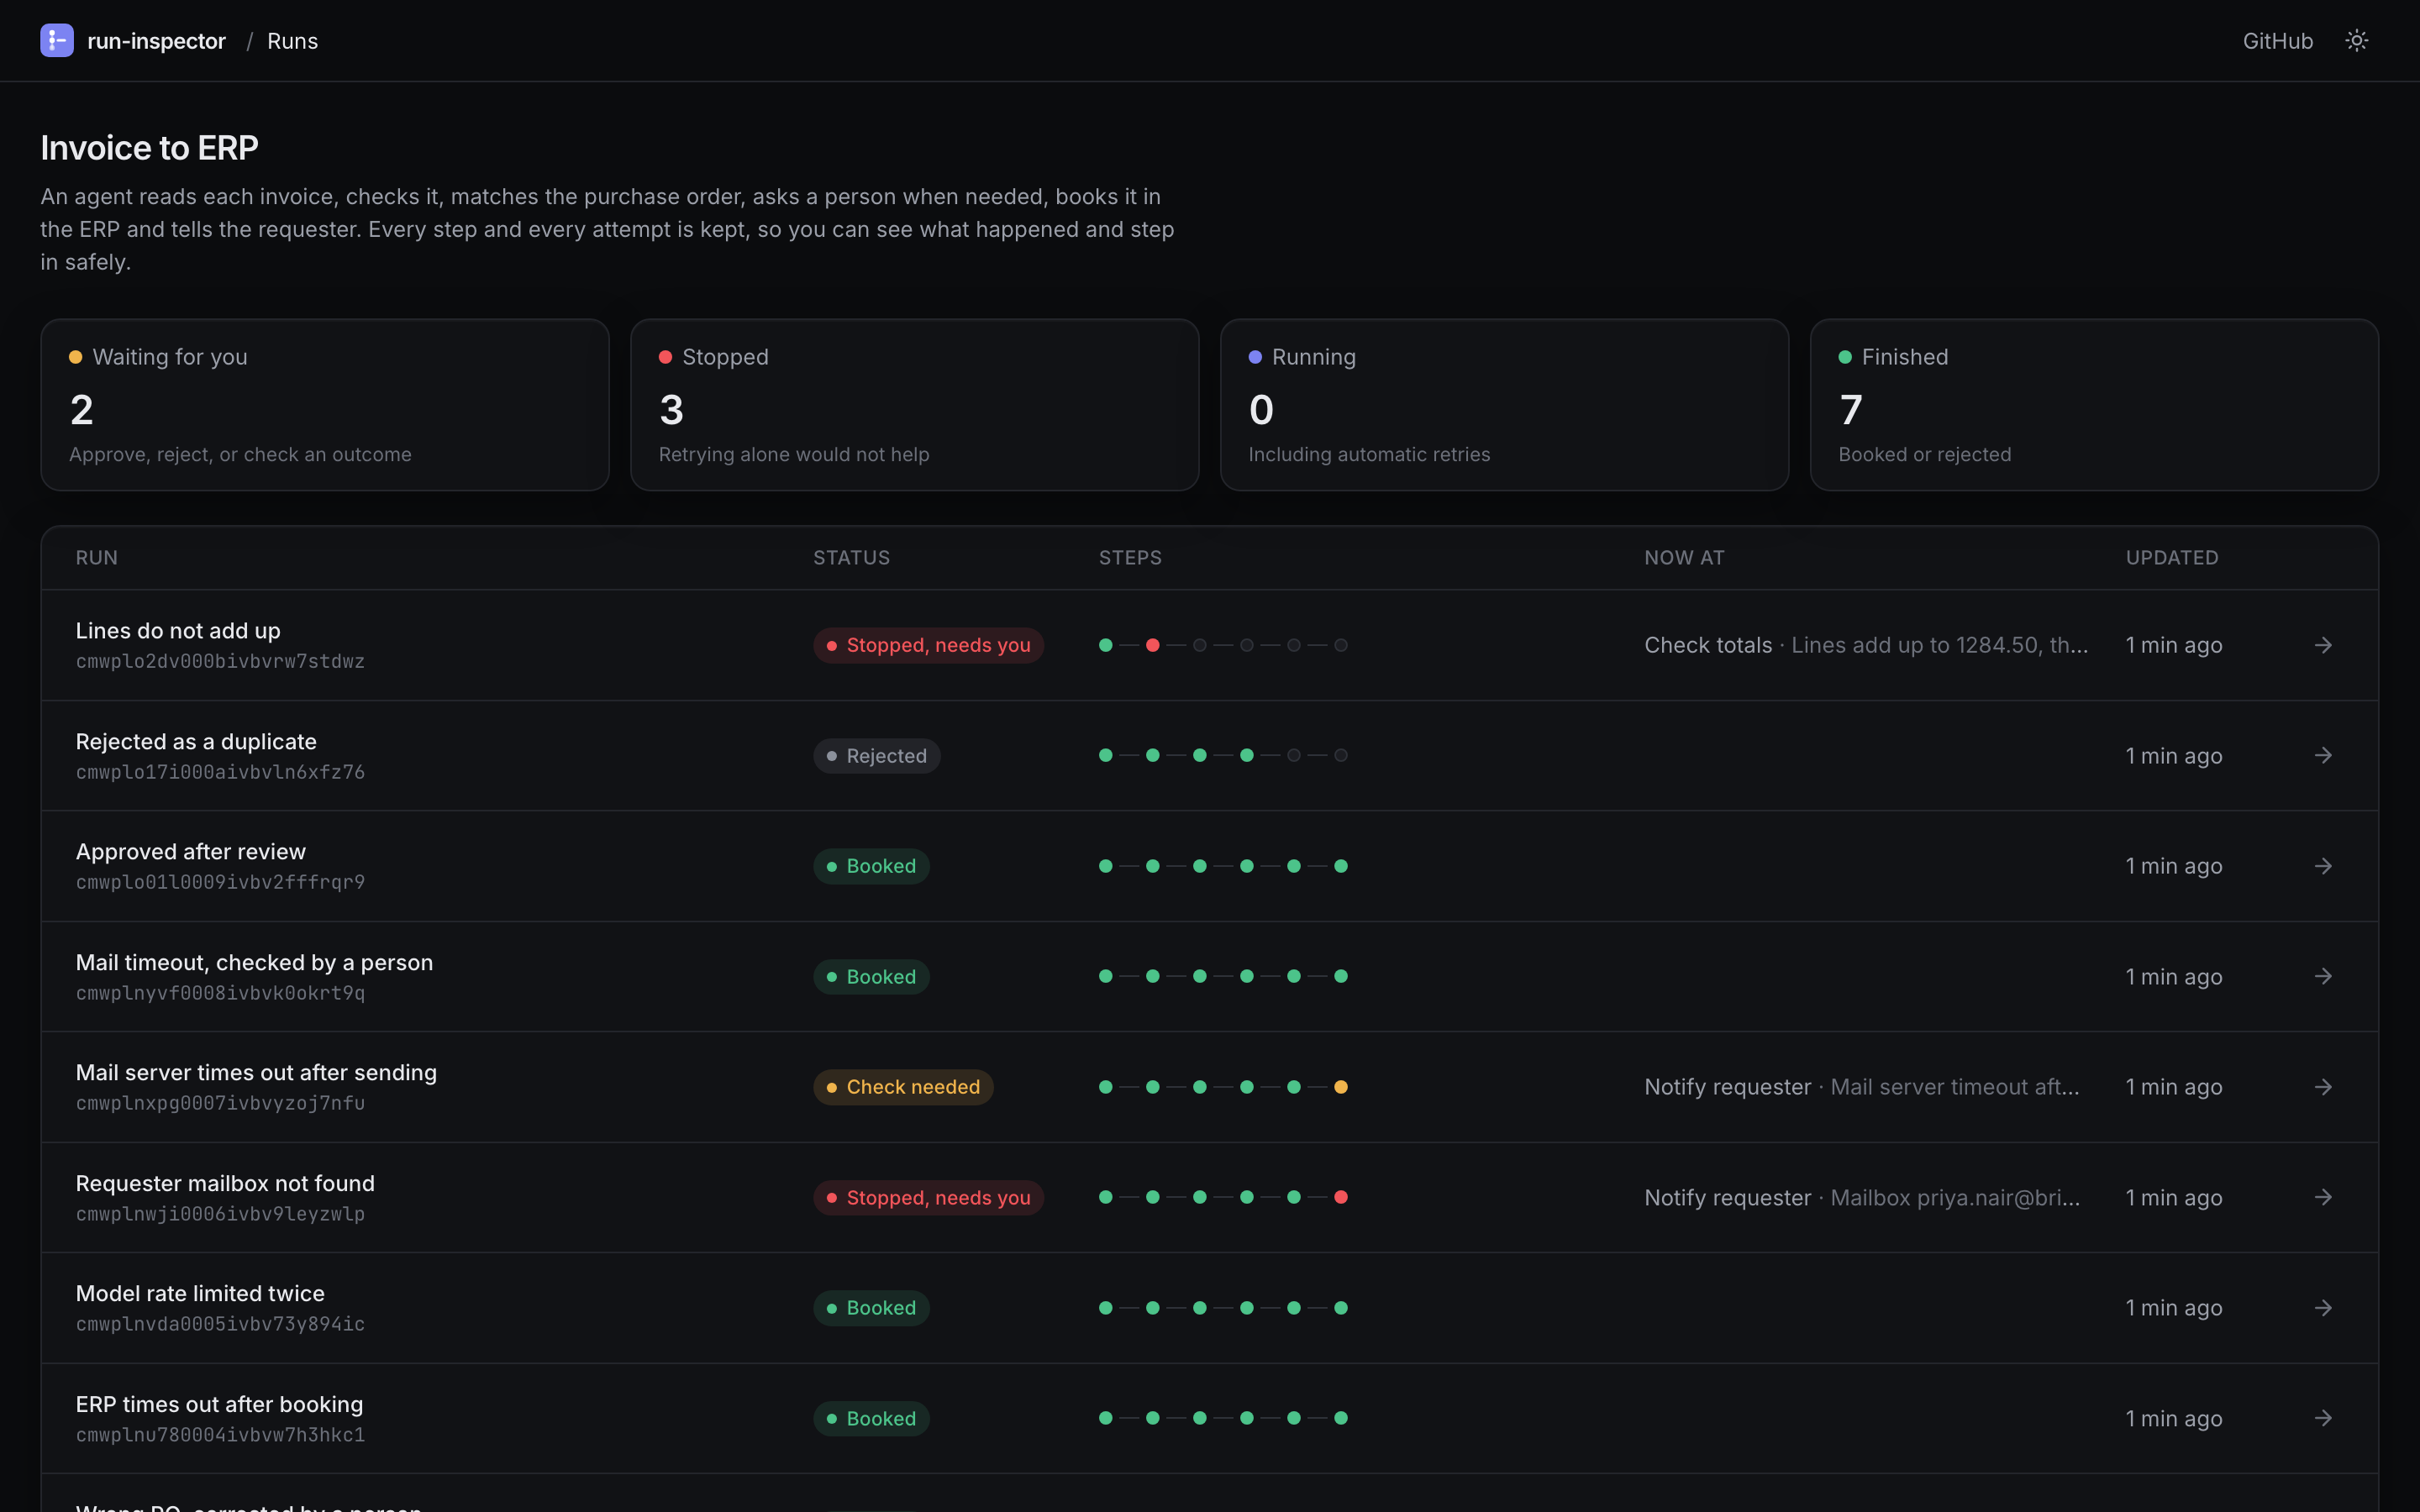 run-inspector / Runs
GitHub
Invoice to ERP
An agent reads each invoice, checks it, matches the purchase order, asks a person when needed, books it in
the ERP and tells the requester. Every step and every attempt is kept, so you can see what happened and step
in safely.
Waiting for you
2
Approve, reject, or check an outcome
Stopped
3
Retrying alone would not help
Running
0
Including automatic retries
Finished
7
Booked or rejected
RUN STATUS STEPS NOW AT UPDATED
Lines do not add up
cmwplo2dv000bivbvrw7stdwz
Stopped, needs you
Check totals · Lines add up to 1284.50, th...
1 min ago
Rejected as a duplicate
cmwplo17i000aivbvln6xfz76
Rejected
1 min ago
Approved after review
cmwplo01l0009ivbv2fffrqr9
Booked
1 min ago
Mail timeout, checked by a person
cmwplnyvf0008ivbvk0okrt9q
Booked
1 min ago
Mail server times out after sending
cmwplnxpg0007ivbvyzoj7nfu
Check needed
Notify requester · Mail server timeout aft...
1 min ago
Requester mailbox not found
cmwplnwji0006ivbv9leyzwlp
Stopped, needs you
Notify requester · Mailbox priya.nair@bri...
1 min ago
Model rate limited twice
cmwplnvda0005ivbv73y894ic
Booked
1 min ago
ERP times out after booking
cmwplnu780004ivbvw7h3hkc1
Booked
1 min ago